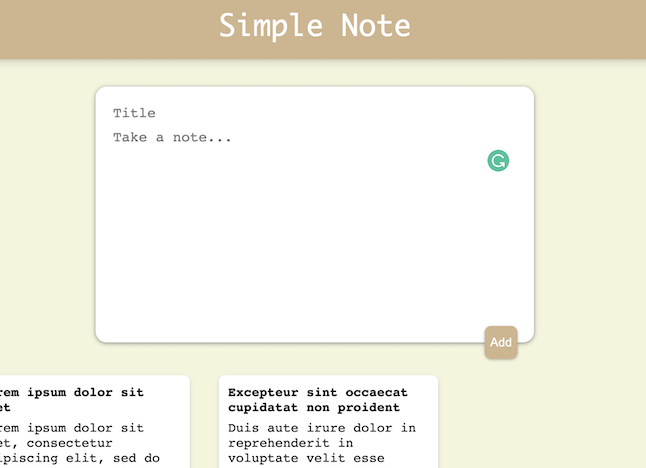 Simple Note
Title
Take a note...
Add
rem ipsum dolor sit
et
rem ipsum dolor sit
et, consectetur
ipiscing elit, sed do
Excepteur sint occaecat
cupidatat non proident
Duis aute irure dolor in
reprehenderit in
voluptate velit esse